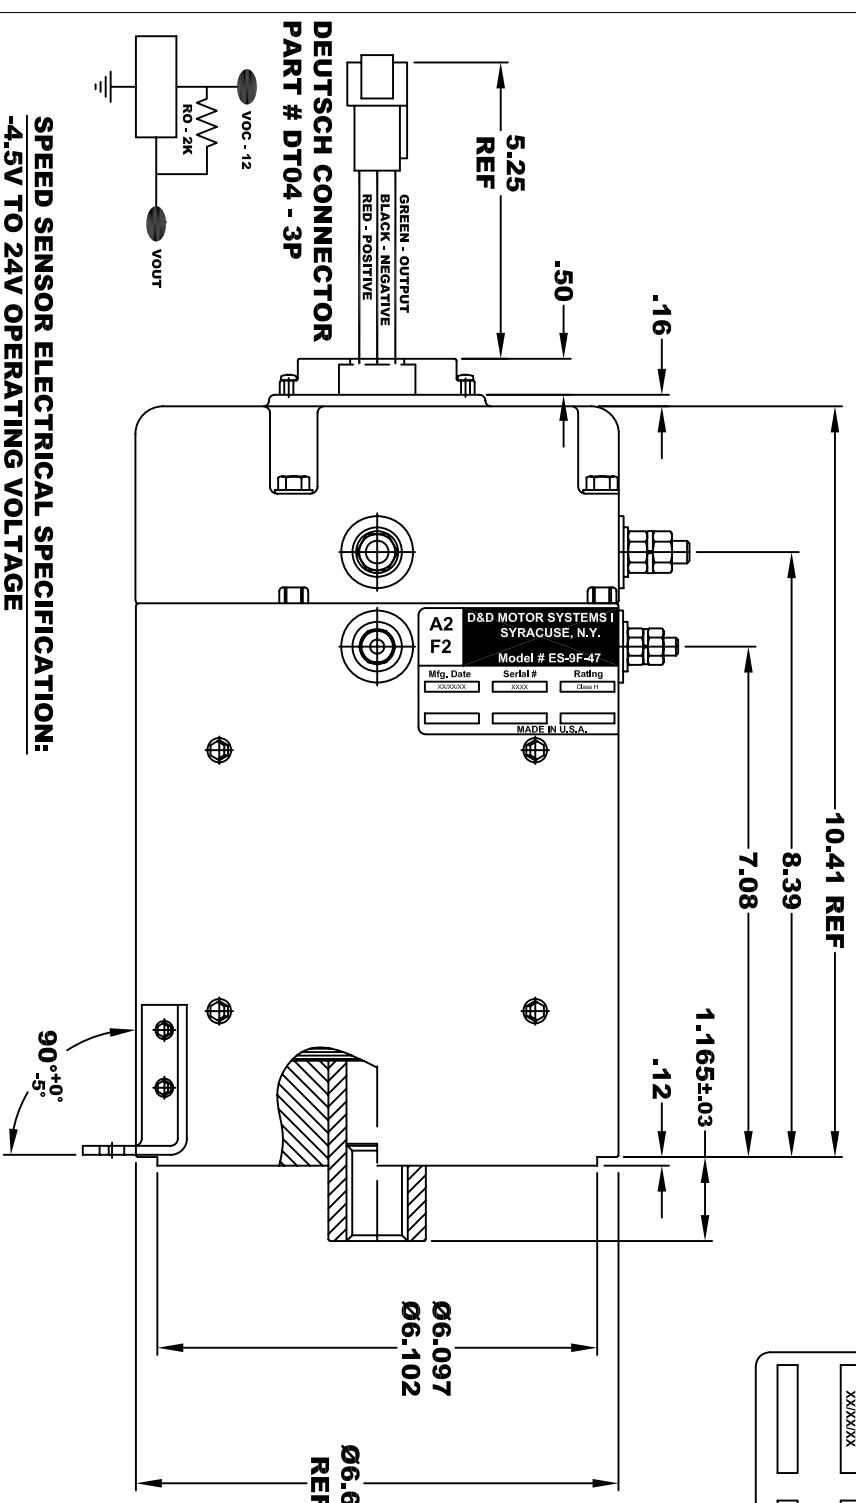 5.25
REF
.50
.16
10.41 REF
8.39
7.08
1.165±.03
.12
DEUTSCH CONNECTOR
PART # DT04 - 3P
GREEN - OUTPUT
BLACK - NEGATIVE
RED - POSITIVE
VOC - 12
RO - 2K
VOUT
SPEED SENSOR ELECTRICAL SPECIFICATION:
-4.5V TO 24V OPERATING VOLTAGE
A2
F2
D&D MOTOR SYSTEMS I
SYRACUSE, N.Y.
Model # ES-9F-47
Mfg. Date Serial # Rating
XX/XX/XX XXXX Class H
MADE IN U.S.A.
90°+0°
-5°
Ø6.097
Ø6.102
Ø6.6
REF
XX/XX/XX